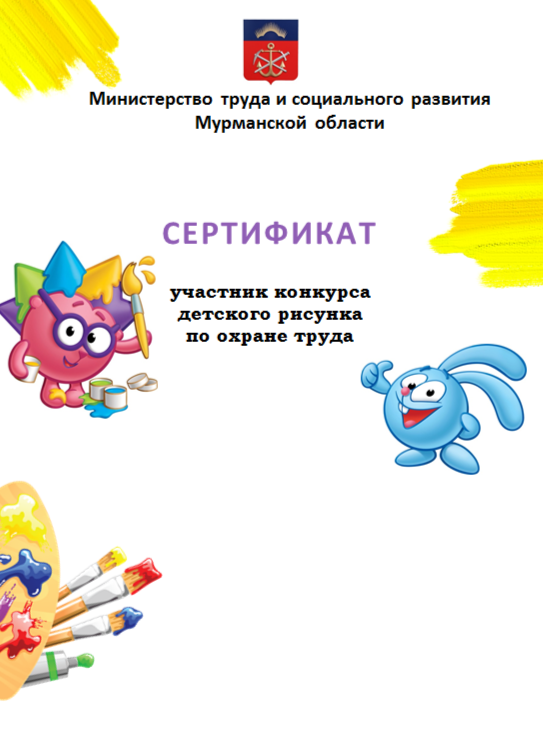 Министерство труда и социального развития
Мурманской области
СЕРТИФИКАТ
участник конкурса
детского рисунка
по охране труда